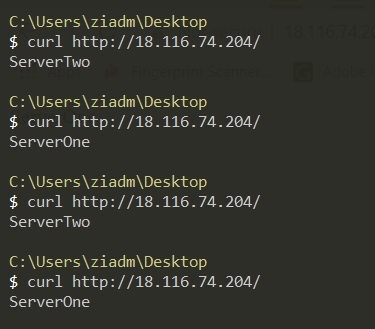 C:\Users\ziadm\Desktop
$ curl http://18.116.74.204/
ServerTwo
C:\Users\ziadm\Desktop
$ curl http://18.116.74.204/
ServerOne
C:\Users\ziadm\Desktop
$ curl http://18.116.74.204/
ServerTwo
C:\Users\ziadm\Desktop
$ curl http://18.116.74.204/
ServerOne